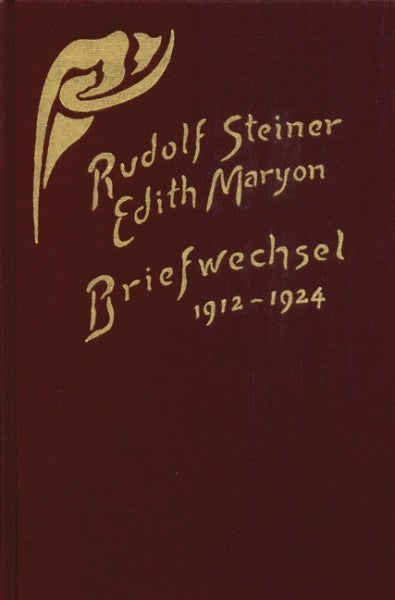 Rudolf Steiner
Edith Maryon
Briefwechsel
1912-1924